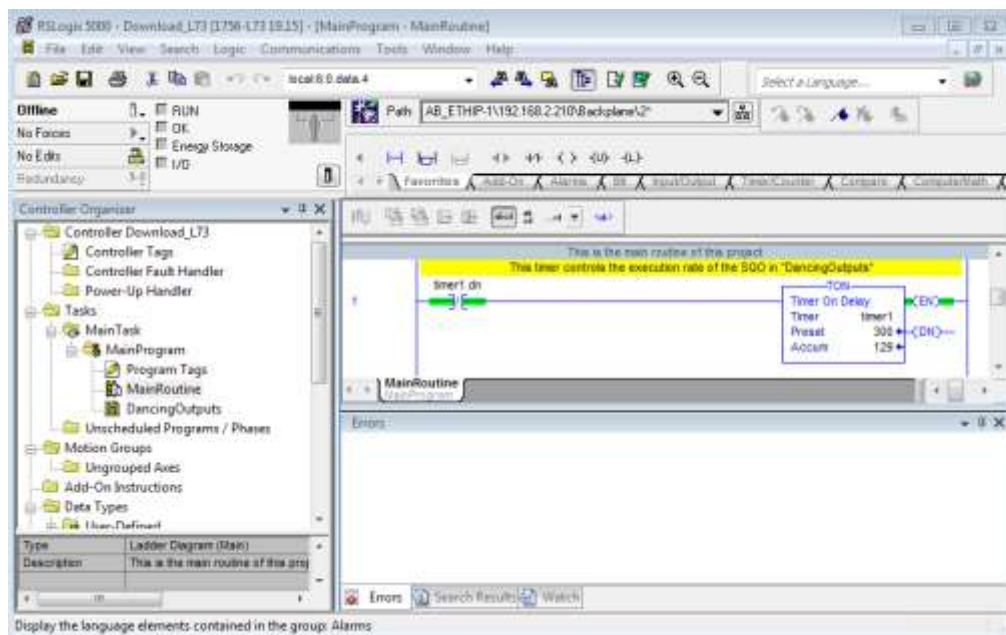 RSLogix 5000 - Download_L73 [1756-L73 19.15] - [MainProgram - MainRoutine]
File Edit View Search Logic Communications Tools Window Help
Select a Language...
Offline
RUN
No Forces
OK
Energy Storage
No Edits
I/O
Redundancy
Path AB_ETHIP-1\192.168.2.210\Backplane\2*
Favorites Add-On Alarms Bit Input/Output Timer/Counter Compare Compute/Math
Controller Organizer
Controller Download_L73
Controller Tags
Controller Fault Handler
Power-Up Handler
Tasks
MainTask
MainProgram
Program Tags
MainRoutine
DancingOutputs
Unscheduled Programs / Phases
Motion Groups
Ungrouped Axes
Add-On Instructions
Data Types
User-Defined
Type Ladder Diagram (Main)
Description This is the main routine of this proj
This is the main routine of this project
This timer controls the execution rate of the SQO in "DancingOutputs"
timer1.dn
TON
Timer On Delay
EN
Timer timer1
Preset 300
DN
Accum 129
MainRoutine
MainProgram
Errors
Errors Search Results Watch
Display the language elements contained in the group: Alarms